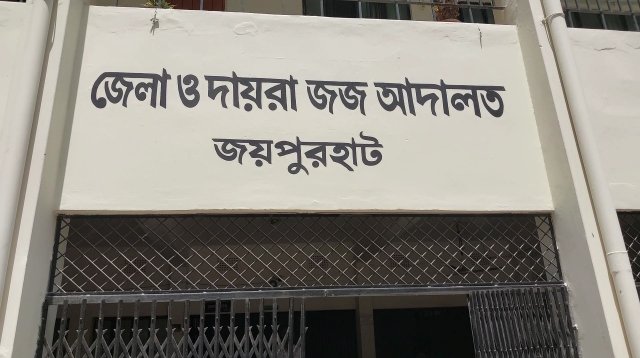 জেলা ও দায়রা জজ আদালত
জয়পুরহাট